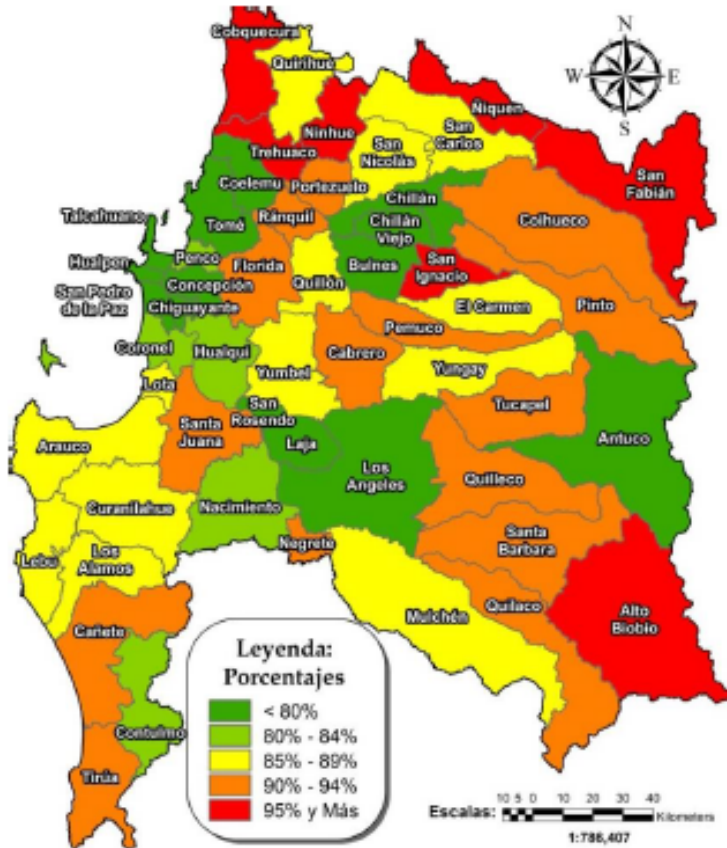 Cobquecura
N
Quirihue
W
E
Ñiquen
S
Ninhue
San
Carlos
San
Nicolás
Trehuaco
San
Fabián
Coelemu
Portezuelo
Chillán
Talcahuano
Tomé
Ránquil
Chillán
Viejo
Coihueco
Hualpen
Penco
Florida
Bulnes
San
Ignacio
Concepción
Quillón
San Pedro
de la Paz
Chiguayante
El Carmen
Pinto
Pemuco
Coronel
Hualqui
Cabrero
Yumbel
Yungay
Lota
San
Rosendo
Tucapel
Santa
Juana
Arauco
Laja
Antuco
Los
Angeles
Quilleco
Curanilahue
Nacimiento
Santa
Barbara
Negrete
Lebu
Los
Alamos
Mulchén
Quilaco
Alto
Biobio
Cañete
Contulmo
Tirúa
Leyenda:
Porcentajes
< 80%
80% - 84%
85% - 89%
90% - 94%
95% y Más
Escalas:
10 5 0 10 20 30 40
Kilometers
1:786,407